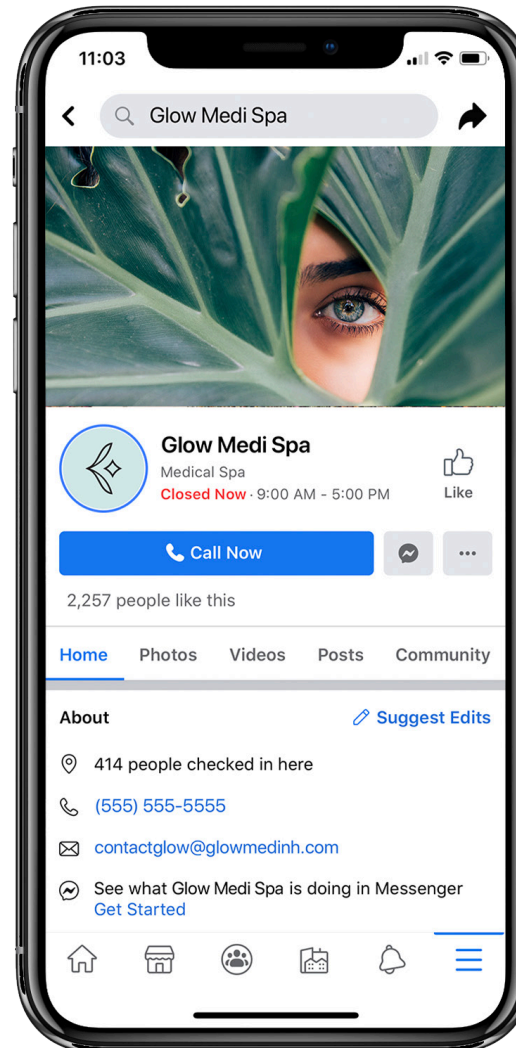 11:03
Glow Medi Spa
Glow Medi Spa
Medical Spa
Closed Now · 9:00 AM - 5:00 PM
Like
Call Now
2,257 people like this
Home Photos Videos Posts Community
About Suggest Edits
414 people checked in here
(555) 555-5555
contactglow@glowmedinh.com
See what Glow Medi Spa is doing in Messenger
Get Started